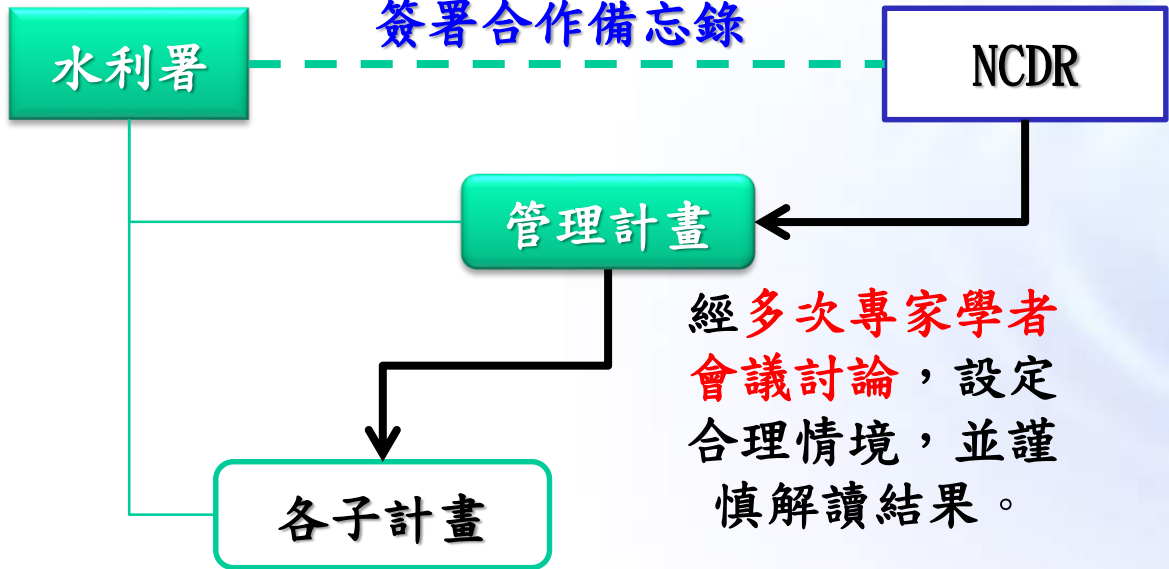 簽署合作備忘錄
水利署
NCDR
管理計畫
經多次專家學者
會議討論，設定
合理情境，並謹
慎解讀結果。
各子計畫